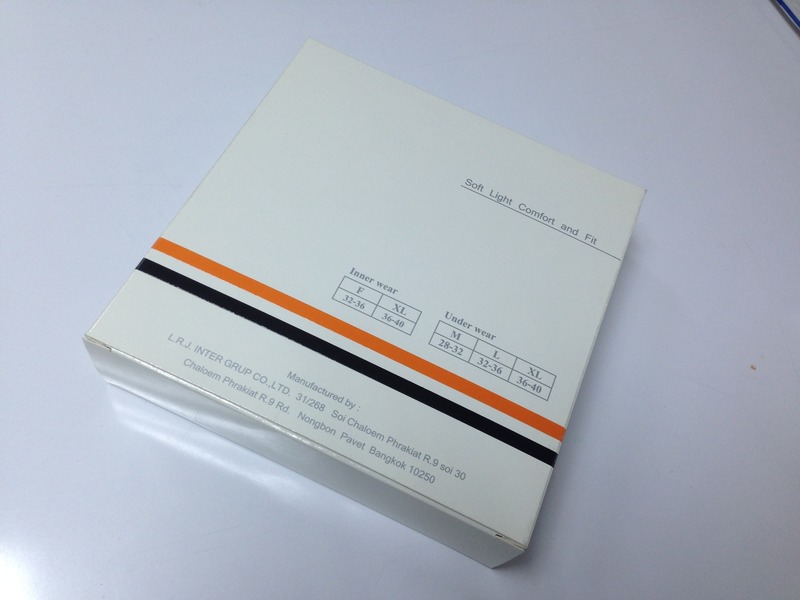 Soft Light Comfort and Fit
Inner wear
F XL
32-36 36-40
Under wear
M L XL
28-32 32-36 36-40
Manufactured by :
L.R.J. INTER GRUP CO.,LTD. 31/268 Soi Chaloem Phrakiat R.9 soi 30
Chaloem Phrakiat R.9 Rd. Nongbon Pavet Bangkok 10250